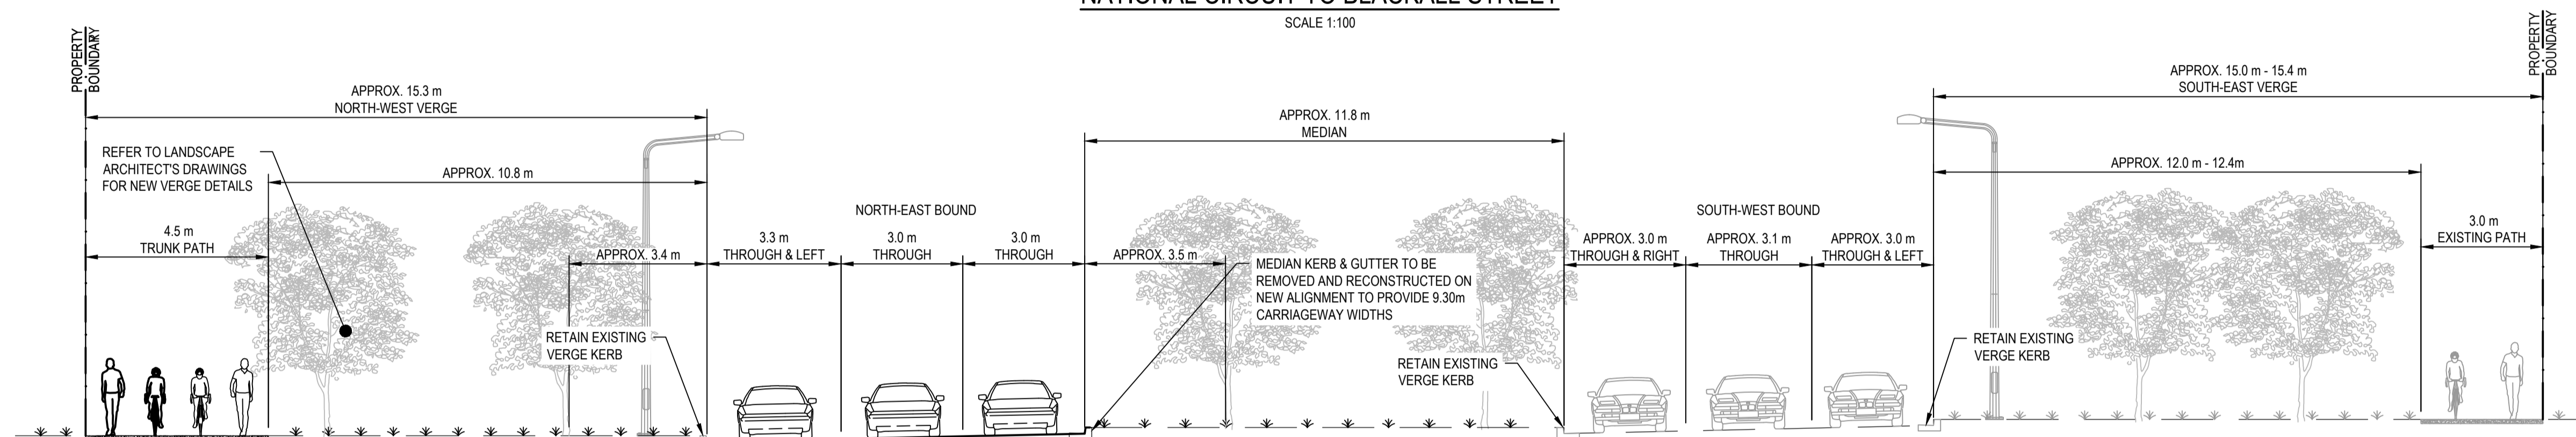 NATIONAL CIRCUIT TO BLACKALL STREET
SCALE 1:100
PROPERTY
BOUNDARY
APPROX. 15.3 m
NORTH-WEST VERGE
REFER TO LANDSCAPE
ARCHITECT'S DRAWINGS
FOR NEW VERGE DETAILS
APPROX. 10.8 m
4.5 m
TRUNK PATH
APPROX. 3.4 m
RETAIN EXISTING
VERGE KERB
NORTH-EAST BOUND
3.3 m
THROUGH & LEFT
3.0 m
THROUGH
3.0 m
THROUGH
APPROX. 11.8 m
MEDIAN
APPROX. 3.5 m
MEDIAN KERB & GUTTER TO BE
REMOVED AND RECONSTRUCTED ON
NEW ALIGNMENT TO PROVIDE 9.30m
CARRIAGEWAY WIDTHS
RETAIN EXISTING
VERGE KERB
SOUTH-WEST BOUND
APPROX. 3.0 m
THROUGH & RIGHT
APPROX. 3.1 m
THROUGH
APPROX. 3.0 m
THROUGH & LEFT
APPROX. 15.0 m - 15.4 m
SOUTH-EAST VERGE
APPROX. 12.0 m - 12.4m
3.0 m
EXISTING PATH
RETAIN EXISTING
VERGE KERB
PROPERTY
BOUNDARY